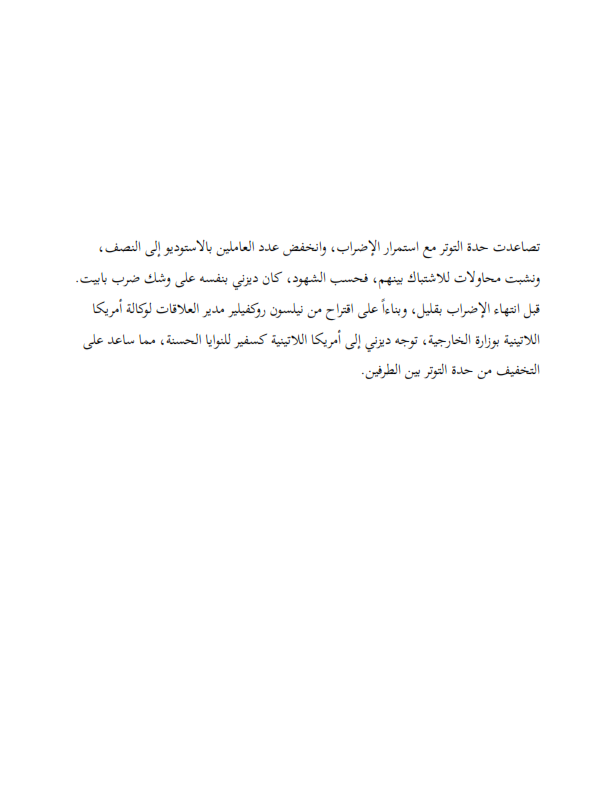 تصاعدت حدة التوتر مع استمرار الإضراب، وانخفض عدد العاملين بالاستوديو إلى النصف،
ونشبت محاولات للاشتباك بينهم، فحسب الشهود، كان ديزني بنفسه على وشك ضرب بابيت.
قبل انتهاء الإضراب بقليل، وبناءاً على اقتراح من نيلسون روكفيلير مدير العلاقات لوكالة أمريكا
اللاتينية بوزارة الخارجية، توجه ديزني إلى أمريكا اللاتينية كسفير للنوايا الحسنة، مما ساعد على
التخفيف من حدة التوتر بين الطرفين.